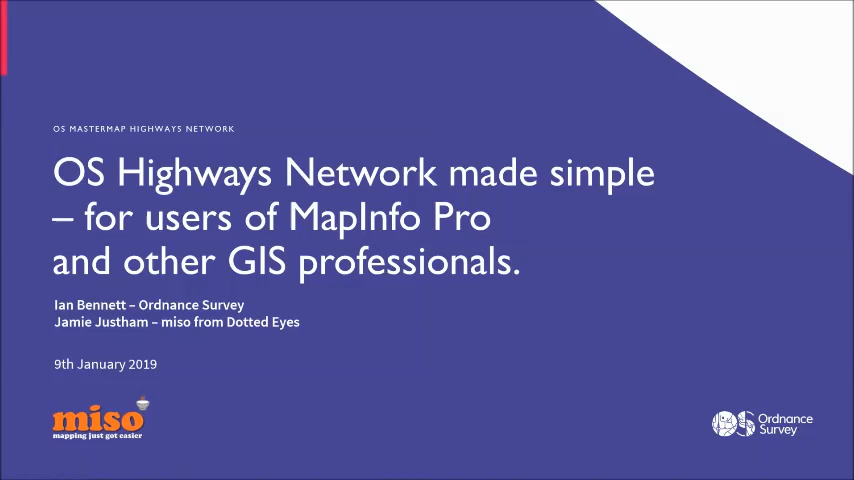 OS MASTERMAP HIGHWAYS NETWORK
OS Highways Network made simple
– for users of MapInfo Pro
and other GIS professionals.
Ian Bennett – Ordnance Survey
Jamie Justham – miso from Dotted Eyes
9th January 2019
miso
mapping just got easier
OS Ordnance
Survey